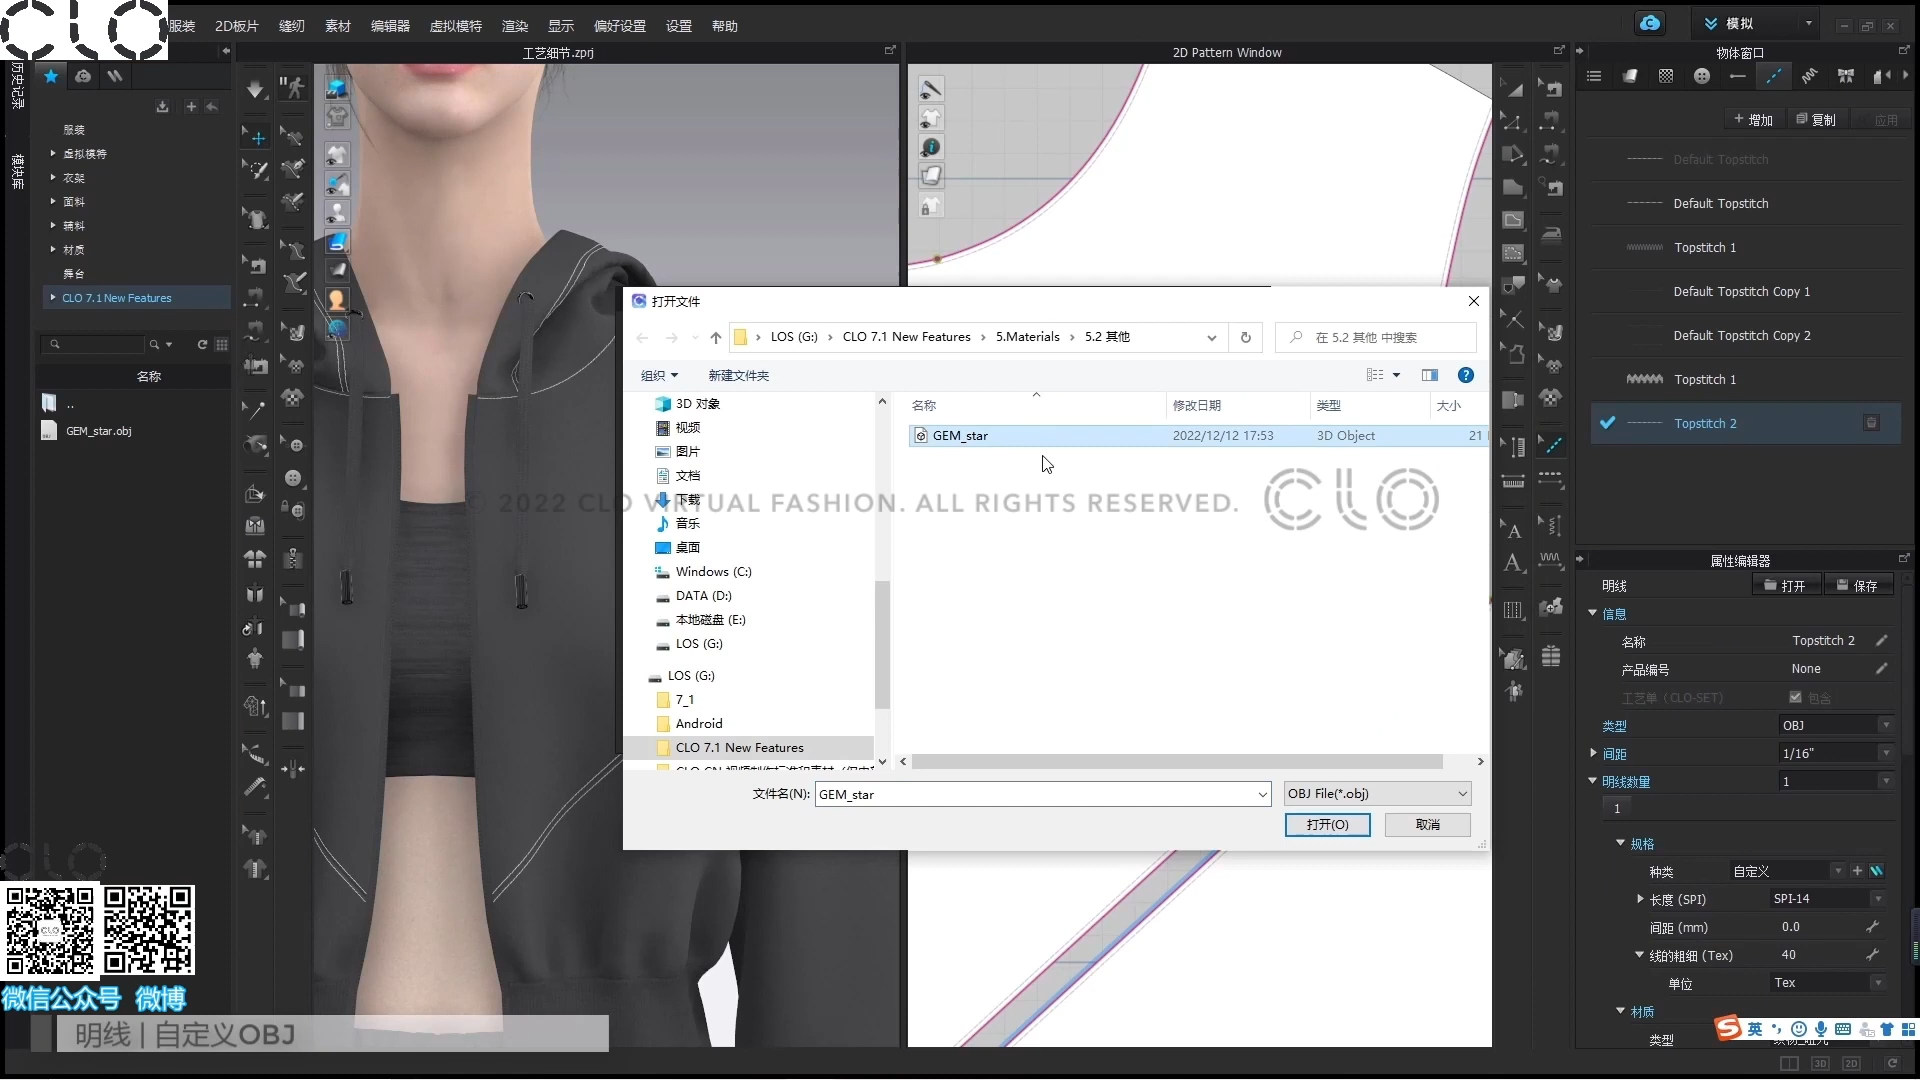 CLO
服装 2D板片 缝纫 素材 编辑器 虚拟模特 渲染 显示 偏好设置 设置 帮助
模拟
工艺细节.zprj
2D Pattern Window
物体窗口
历史记录
模块库
服装
虚拟模特
衣架
面料
辅料
材质
舞台
CLO 7.1 New Features
名称
..
GEM_star.obj
增加
复制
应用
Default Topstitch
Default Topstitch
Topstitch 1
Default Topstitch Copy 1
Default Topstitch Copy 2
Topstitch 1
Topstitch 2
打开文件
LOS (G:) › CLO 7.1 New Features › 5.Materials › 5.2 其他
在 5.2 其他 中搜索
组织
新建文件夹
名称 修改日期 类型 大小
GEM_star 2022/12/12 17:53 3D Object 21
3D 对象
视频
图片
文档
下载
音乐
桌面
Windows (C:)
DATA (D:)
本地磁盘 (E:)
LOS (G:)
LOS (G:)
7_1
Android
CLO 7.1 New Features
文件名(N): GEM_star
OBJ File(*.obj)
打开(O)
取消
© 2022 CLO VIRTUAL FASHION. ALL RIGHTS RESERVED. CLO
属性编辑器
明线
打开
保存
信息
名称 Topstitch 2
产品编号 None
工艺单 (CLO-SET) 包含
类型 OBJ
间距 1/16"
明线数量 1
1
规格
种类 自定义
长度 (SPI) SPI-14
间距 (mm) 0.0
线的粗细 (Tex) 40
单位 Tex
材质
类型
英
CLO
微信公众号 微博
明线 | 自定义OBJ
3D
2D